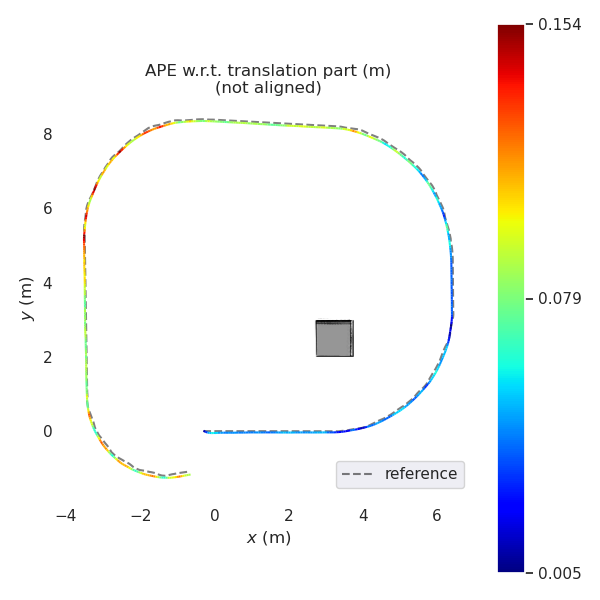 APE w.r.t. translation part (m)
(not aligned)
0.154
0.079
0.005
8
6
4
2
0
y (m)
−4 −2 0 2 4 6
x (m)
reference